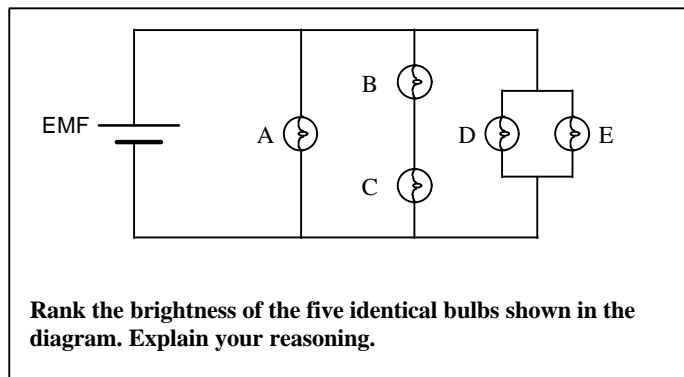 B
EMF
A
D
E
C
Rank the brightness of the five identical bulbs shown in the
diagram. Explain your reasoning.